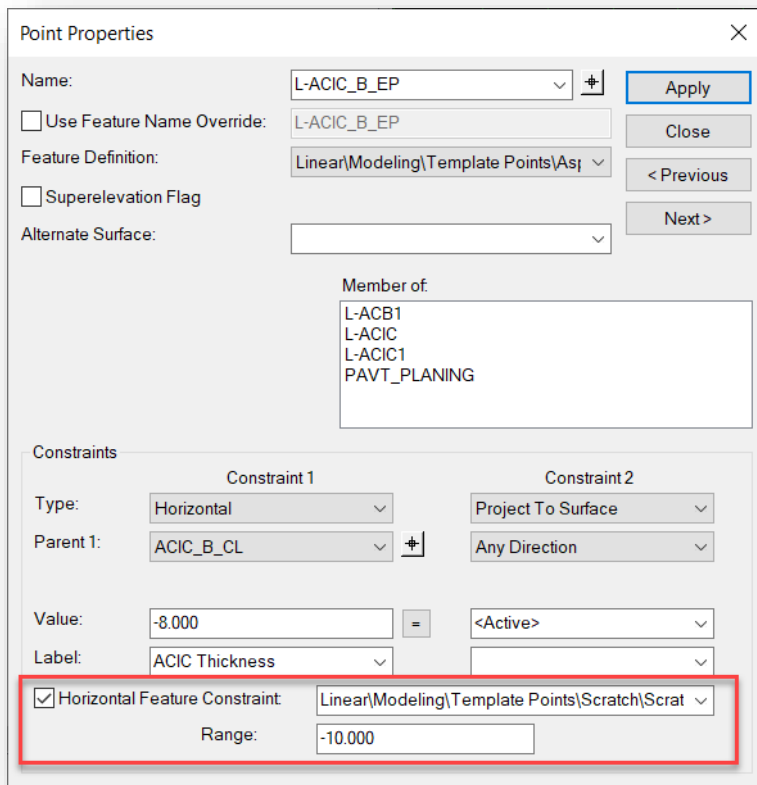 Point Properties
Name: L-ACIC_B_EP
Apply
Use Feature Name Override: L-ACIC_B_EP
Close
Feature Definition: Linear\Modeling\Template Points\Asp
< Previous
Superelevation Flag
Next >
Alternate Surface:
Member of:
L-ACB1
L-ACIC
L-ACIC1
PAVT_PLANING
Constraints
Constraint 1 Constraint 2
Type: Horizontal Project To Surface
Parent 1: ACIC_B_CL Any Direction
Value: -8.000 = <Active>
Label: ACIC Thickness
Horizontal Feature Constraint: Linear\Modeling\Template Points\Scratch\Scrat
Range: -10.000